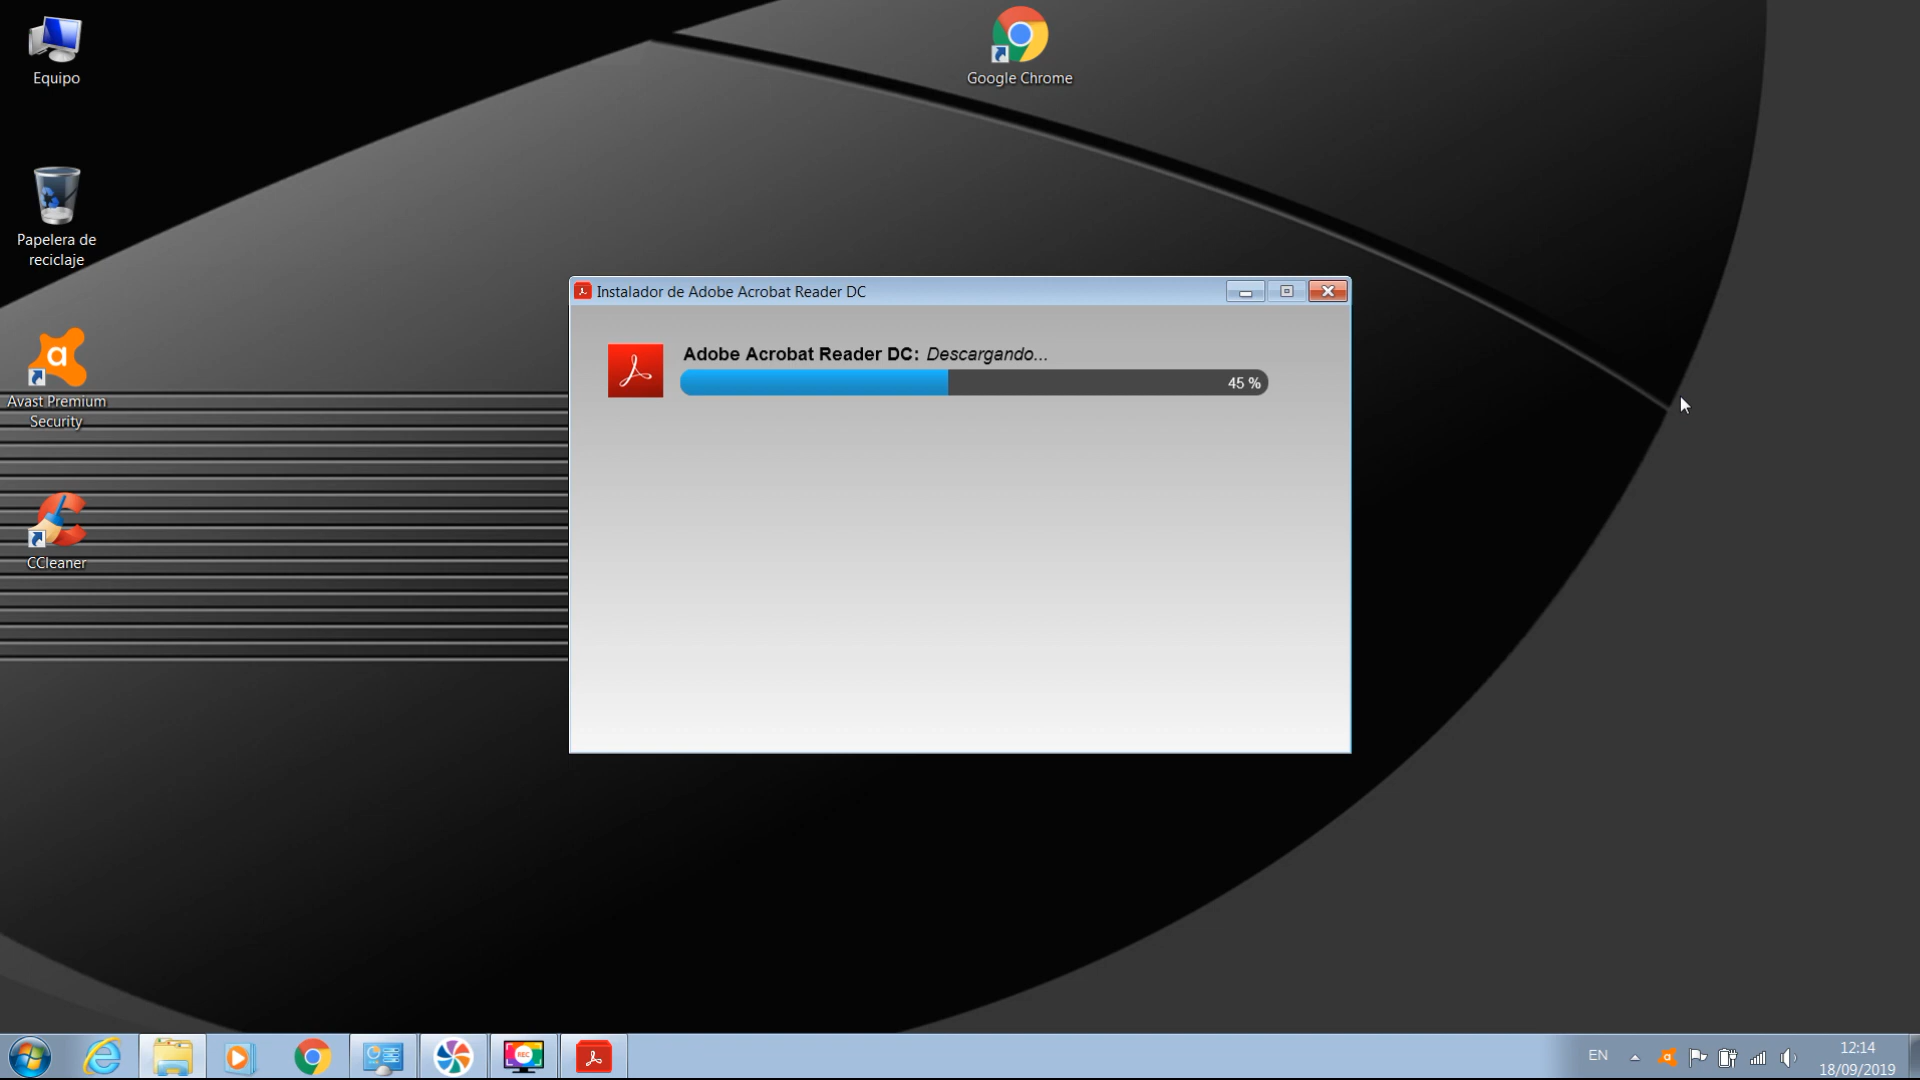 Equipo
Google Chrome
Papelera de
reciclaje
Instalador de Adobe Acrobat Reader DC
Adobe Acrobat Reader DC: Descargando...
45 %
Avast Premium
Security
CCleaner
REC
EN
12:14
18/09/2019